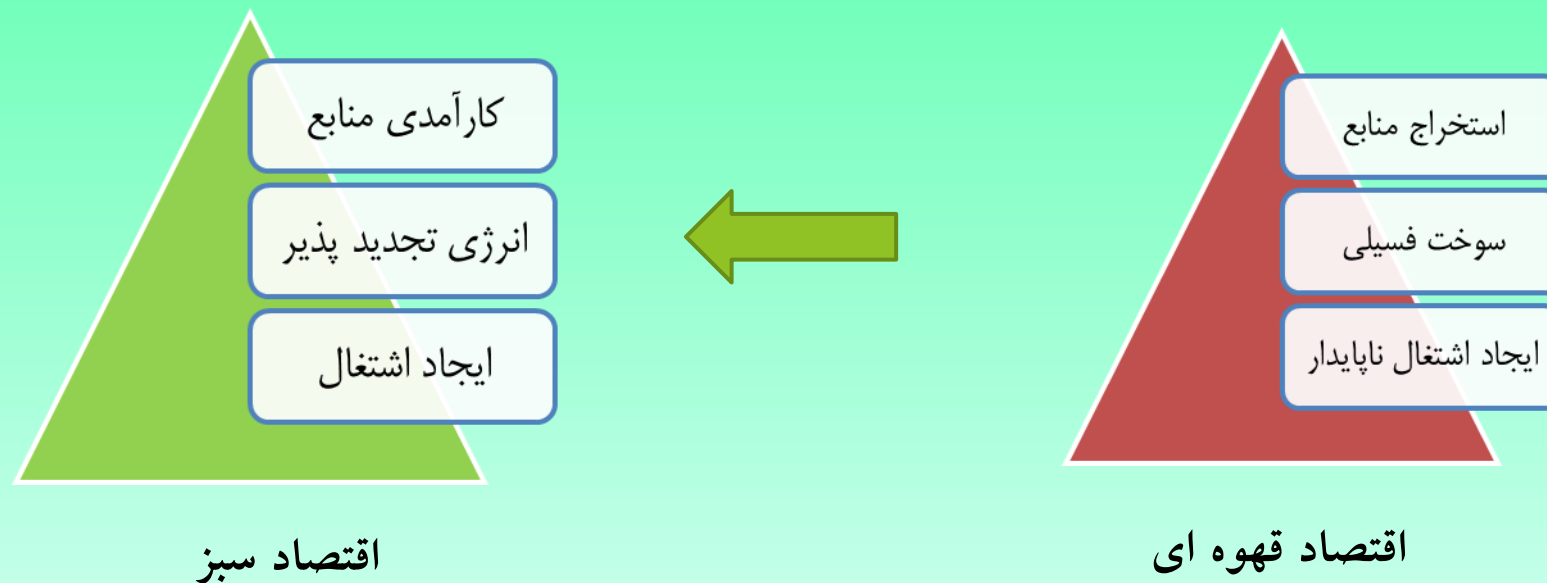 استخراج منابع
سوخت فسیلی
ایجاد اشتغال ناپایدار
اقتصاد قهوه ای
کارآمدی منابع
انرژی تجدید پذیر
ایجاد اشتغال
اقتصاد سبز